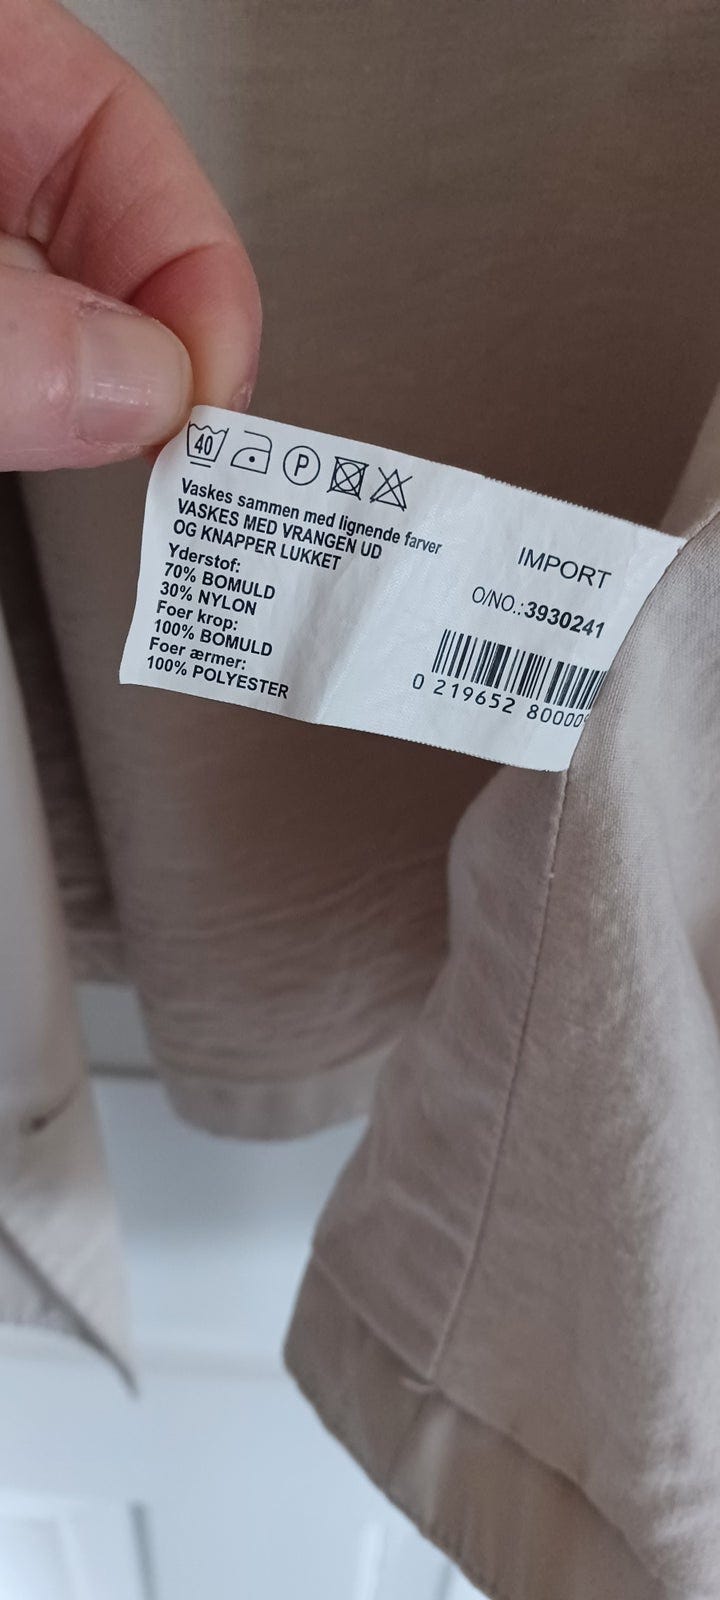 40
P
Vaskes sammen med lignende farver
VASKES MED VRANGEN UD
OG KNAPPER LUKKET
Yderstof:
70% BOMULD
30% NYLON
Foer krop:
100% BOMULD
Foer ærmer:
100% POLYESTER
IMPORT
O/NO.:3930241
0 219652 80000